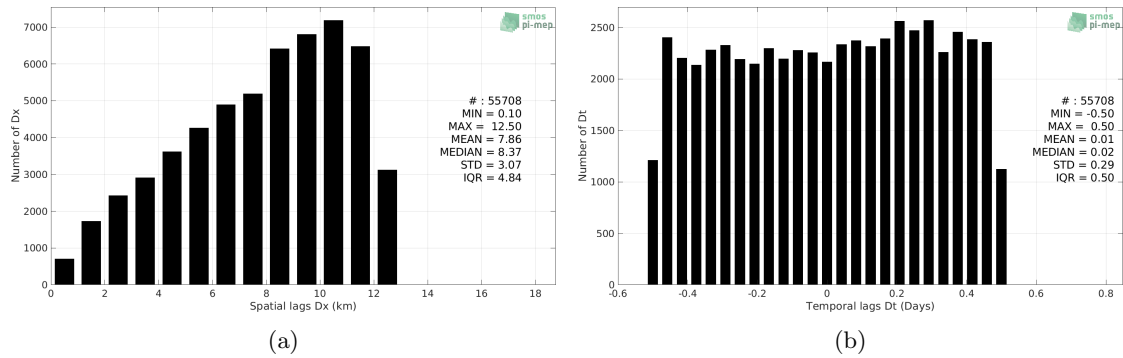 smos
pi-mep
7000
6000
5000
4000
3000
2000
1000
0
Number of Dx
# : 55708
MIN = 0.10
MAX = 12.50
MEAN = 7.86
MEDIAN = 8.37
STD = 3.07
IQR = 4.84
0 2 4 6 8 10 12 14 16 18
Spatial lags Dx (km)
(a)
smos
pi-mep
2500
2000
1500
1000
500
0
Number of Dt
# : 55708
MIN = -0.50
MAX = 0.50
MEAN = 0.01
MEDIAN = 0.02
STD = 0.29
IQR = 0.50
-0.6 -0.4 -0.2 0 0.2 0.4 0.6 0.8
Temporal lags Dt (Days)
(b)